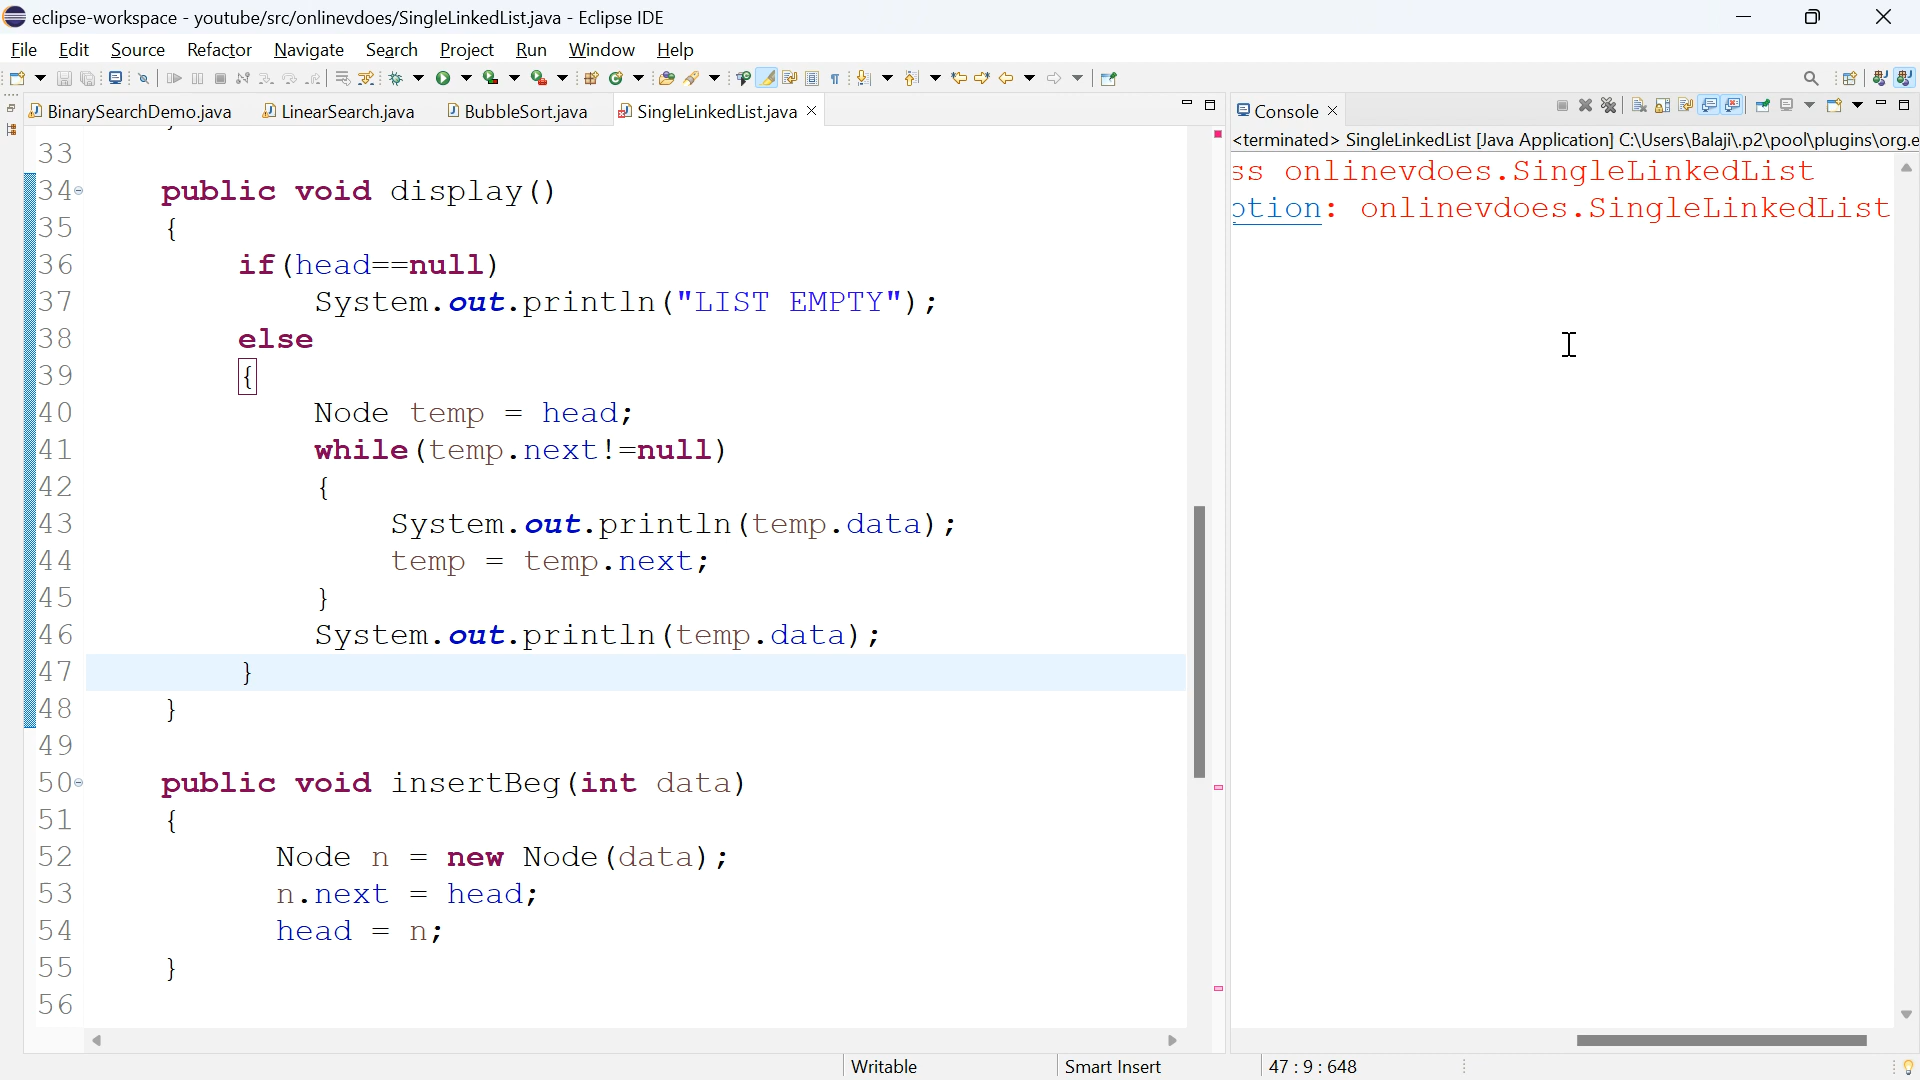 eclipse-workspace - youtube/src/onlinevdoes/SingleLinkedList.java - Eclipse IDE
File Edit Source Refactor Navigate Search Project Run Window Help
BinarySearchDemo.java LinearSearch.java BubbleSort.java SingleLinkedList.java
Console
<terminated> SingleLinkedList [Java Application] C:\Users\Balaji\.p2\pool\plugins\org.e
ss onlinevdoes.SingleLinkedList
ption: onlinevdoes.SingleLinkedList
33
34 public void display()
35 {
36 if(head==null)
37 System.out.println("LIST EMPTY");
38 else
39 {
40 Node temp = head;
41 while(temp.next!=null)
42 {
43 System.out.println(temp.data);
44 temp = temp.next;
45 }
46 System.out.println(temp.data);
47 }
48 }
49
50 public void insertBeg(int data)
51 {
52 Node n = new Node(data);
53 n.next = head;
54 head = n;
55 }
56
Writable Smart Insert 47 : 9 : 648